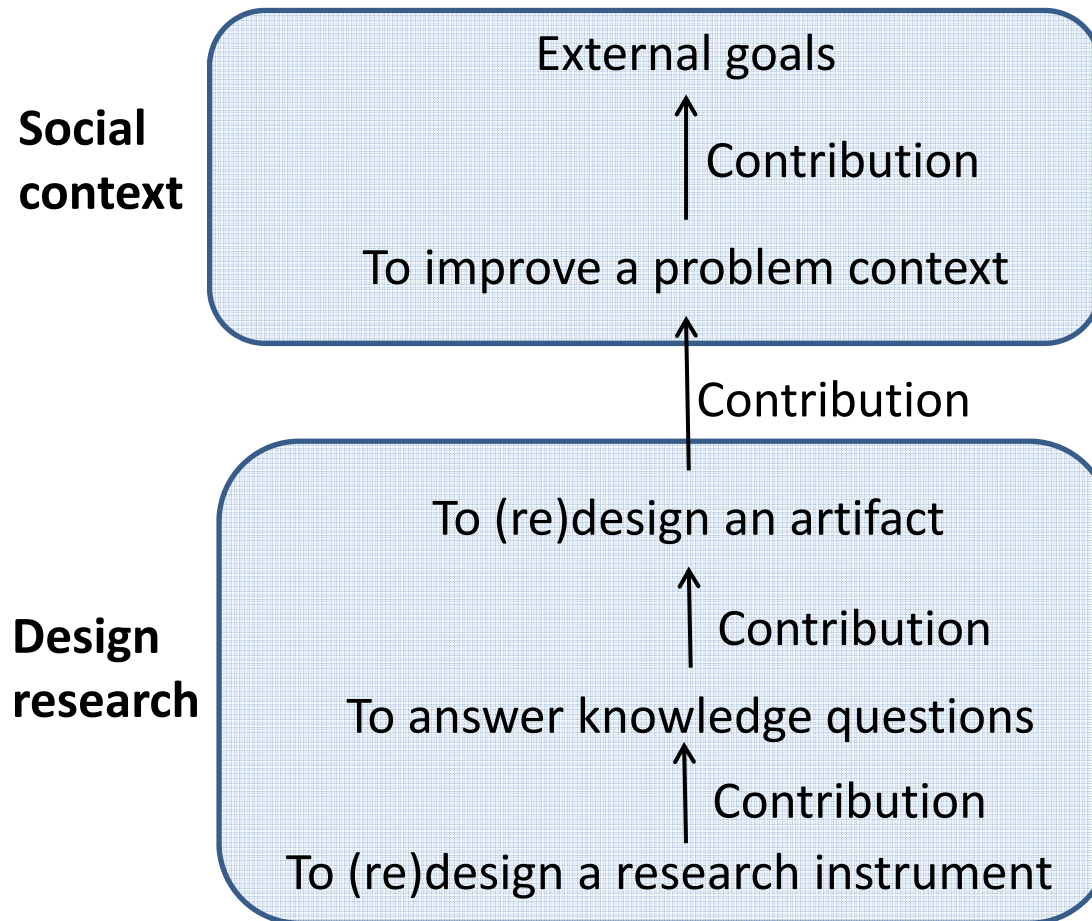 External goals
Social
context
Contribution
To improve a problem context
Contribution
To (re)design an artifact
Design
research
Contribution
To answer knowledge questions
Contribution
To (re)design a research instrument